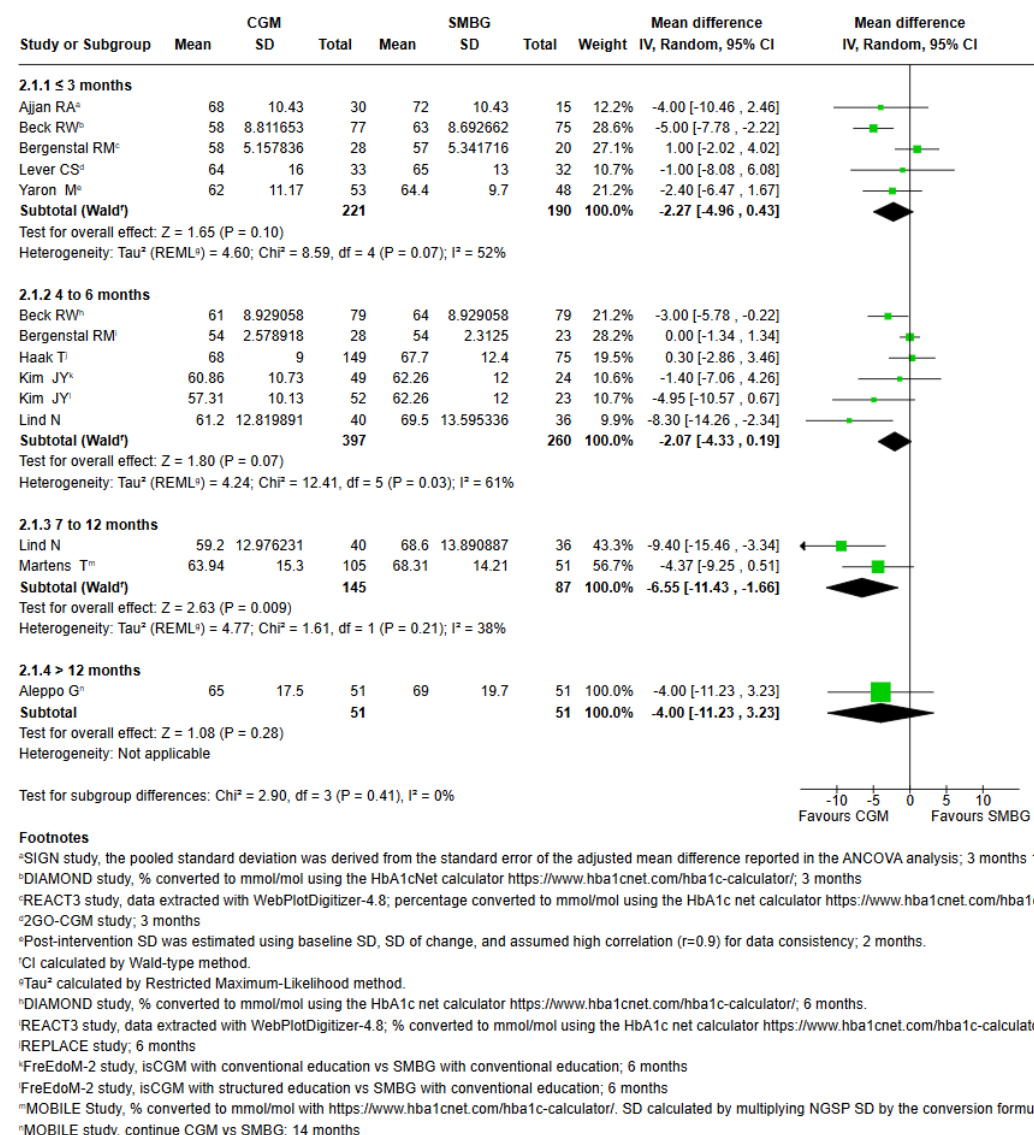 CGM SMBG Mean difference Mean difference
Study or Subgroup Mean SD Total Mean SD Total Weight IV, Random, 95% CI IV, Random, 95% CI
2.1.1 ≤ 3 months
Ajjan RAᵃ 68 10.43 30 72 10.43 15 12.2% -4.00 [-10.46 , 2.46]
Beck RWᵇ 58 8.811653 77 63 8.692662 75 28.6% -5.00 [-7.78 , -2.22]
Bergenstal RMᶜ 58 5.157836 28 57 5.341716 20 27.1% 1.00 [-2.02 , 4.02]
Lever CSᵈ 64 16 33 65 13 32 10.7% -1.00 [-8.08 , 6.08]
Yaron Mᵉ 62 11.17 53 64.4 9.7 48 21.2% -2.40 [-6.47 , 1.67]
Subtotal (Waldᶠ) 221 190 100.0% -2.27 [-4.96 , 0.43]
Test for overall effect: Z = 1.65 (P = 0.10)
Heterogeneity: Tau² (REMLᵍ) = 4.60; Chi² = 8.59, df = 4 (P = 0.07); I² = 52%
2.1.2 4 to 6 months
Beck RWʰ 61 8.929058 79 64 8.929058 79 21.2% -3.00 [-5.78 , -0.22]
Bergenstal RMⁱ 54 2.578918 28 54 2.3125 23 28.2% 0.00 [-1.34 , 1.34]
Haak Tʲ 68 9 149 67.7 12.4 75 19.5% 0.30 [-2.86 , 3.46]
Kim JYᵏ 60.86 10.73 49 62.26 12 24 10.6% -1.40 [-7.06 , 4.26]
Kim JYˡ 57.31 10.13 52 62.26 12 23 10.7% -4.95 [-10.57 , 0.67]
Lind N 61.2 12.819891 40 69.5 13.595336 36 9.9% -8.30 [-14.26 , -2.34]
Subtotal (Waldᶠ) 397 260 100.0% -2.07 [-4.33 , 0.19]
Test for overall effect: Z = 1.80 (P = 0.07)
Heterogeneity: Tau² (REMLᵍ) = 4.24; Chi² = 12.41, df = 5 (P = 0.03); I² = 61%
2.1.3 7 to 12 months
Lind N 59.2 12.976231 40 68.6 13.890887 36 43.3% -9.40 [-15.46 , -3.34]
Martens Tᵐ 63.94 15.3 105 68.31 14.21 51 56.7% -4.37 [-9.25 , 0.51]
Subtotal (Waldᶠ) 145 87 100.0% -6.55 [-11.43 , -1.66]
Test for overall effect: Z = 2.63 (P = 0.009)
Heterogeneity: Tau² (REMLᵍ) = 4.77; Chi² = 1.61, df = 1 (P = 0.21); I² = 38%
2.1.4 > 12 months
Aleppo Gⁿ 65 17.5 51 69 19.7 51 100.0% -4.00 [-11.23 , 3.23]
Subtotal 51 51 100.0% -4.00 [-11.23 , 3.23]
Test for overall effect: Z = 1.08 (P = 0.28)
Heterogeneity: Not applicable
Test for subgroup differences: Chi² = 2.90, df = 3 (P = 0.41), I² = 0%
-10 -5 0 5 10
Favours CGM Favours SMBG
Footnotes
ᵃSIGN study, the pooled standard deviation was derived from the standard error of the adjusted mean difference reported in the ANCOVA analysis; 3 months
ᵇDIAMOND study, % converted to mmol/mol using the HbA1cNet calculator https://www.hba1cnet.com/hba1c-calculator/; 3 months
ᶜREACT3 study, data extracted with WebPlotDigitizer-4.8; percentage converted to mmol/mol using the HbA1c net calculator https://www.hba1cnet.com/hba1c
ᵈ2GO-CGM study; 3 months
ᵉPost-intervention SD was estimated using baseline SD, SD of change, and assumed high correlation (r=0.9) for data consistency; 2 months.
ᶠCI calculated by Wald-type method.
ᵍTau² calculated by Restricted Maximum-Likelihood method.
ʰDIAMOND study, % converted to mmol/mol using the HbA1c net calculator https://www.hba1cnet.com/hba1c-calculator/; 6 months.
ⁱREACT3 study, data extracted with WebPlotDigitizer-4.8; % converted to mmol/mol using the HbA1c net calculator https://www.hba1cnet.com/hba1c-calculato
ʲREPLACE study; 6 months
ᵏFreEdoM-2 study, isCGM with conventional education vs SMBG with conventional education; 6 months
ˡFreEdoM-2 study, isCGM with structured education vs SMBG with conventional education; 6 months
ᵐMOBILE Study, % converted to mmol/mol with https://www.hba1cnet.com/hba1c-calculator/. SD calculated by multiplying NGSP SD by the conversion formu
ⁿMOBILE study, continue CGM vs SMBG; 14 months